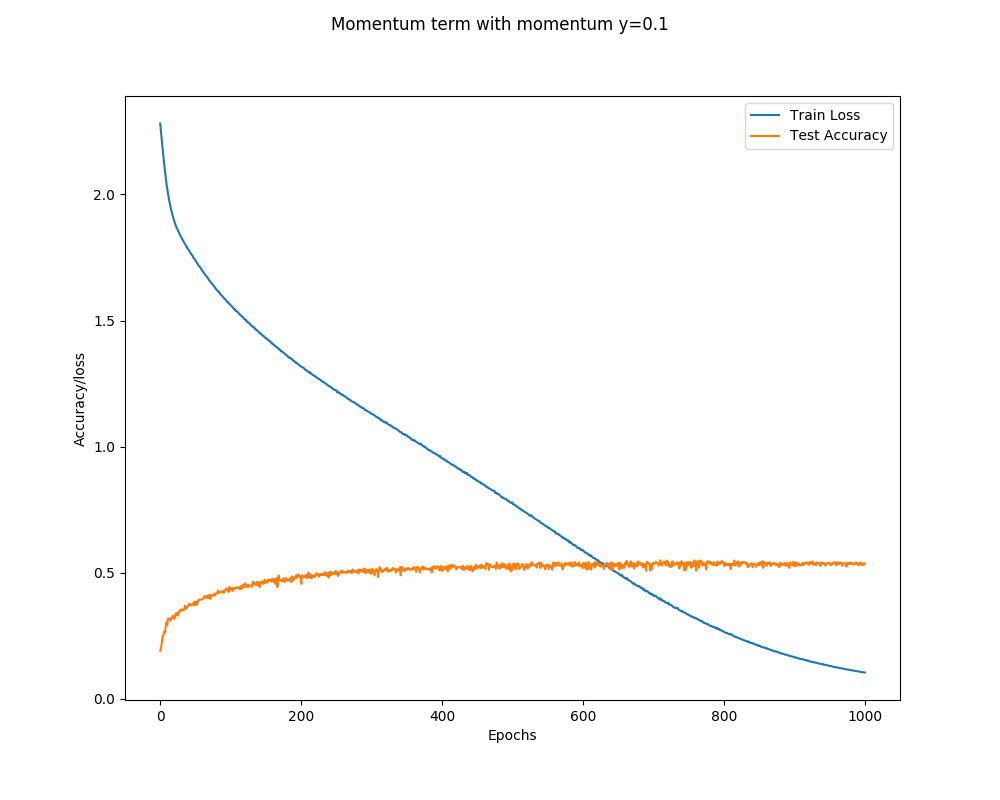 Momentum term with momentum y=0.1
Train Loss
Test Accuracy
2.0
1.5
1.0
0.5
0.0
Accuracy/loss
0 200 400 600 800 1000
Epochs